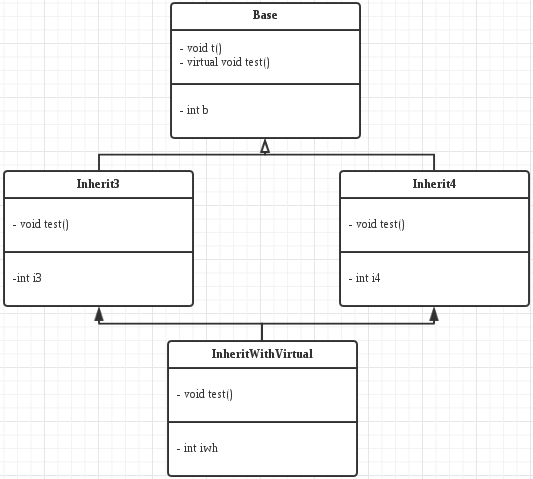 Base
- void t()
- virtual void test()
- int b
Inherit3
- void test()
-int i3
Inherit4
- void test()
- int i4
InheritWithVirtual
- void test()
- int iwh